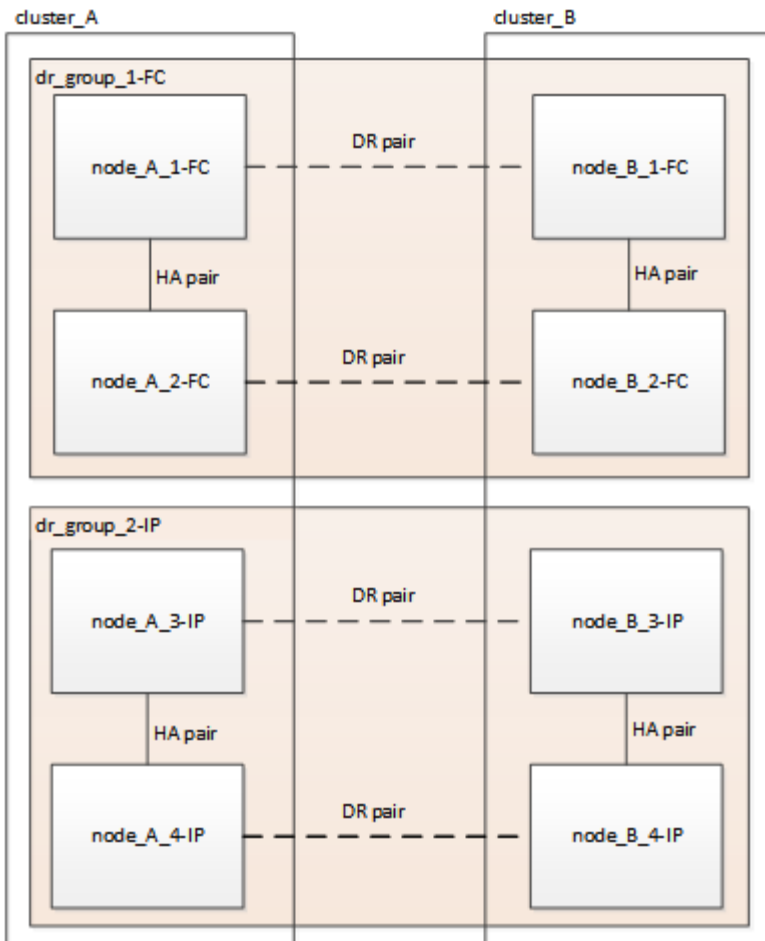 cluster_A
cluster_B
dr_group_1-FC
node_A_1-FC
DR pair
node_B_1-FC
HA pair
HA pair
node_A_2-FC
DR pair
node_B_2-FC
dr_group_2-IP
node_A_3-IP
DR pair
node_B_3-IP
HA pair
HA pair
node_A_4-IP
DR pair
node_B_4-IP